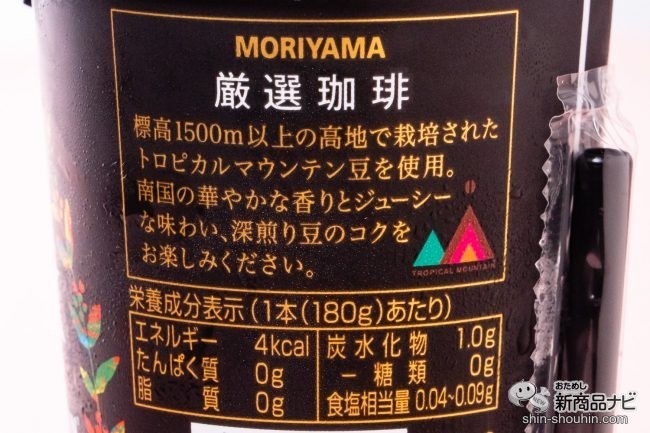 MORIYAMA
厳選珈琲
標高1500m以上の高地で栽培された
トロピカルマウンテン豆を使用。
南国の華やかな香りとジューシー
な味わい、深煎り豆のコクを
お楽しみください。
TROPICAL MOUNTAIN
栄養成分表示(1本(180g)あたり)
エネルギー 4kcal
たんぱく質 0g
脂質 0g
炭水化物 1.0g
－糖類 0g
食塩相当量 0.04~0.09g
NEW
おためし
新商品ナビ
shin-shouhin.com